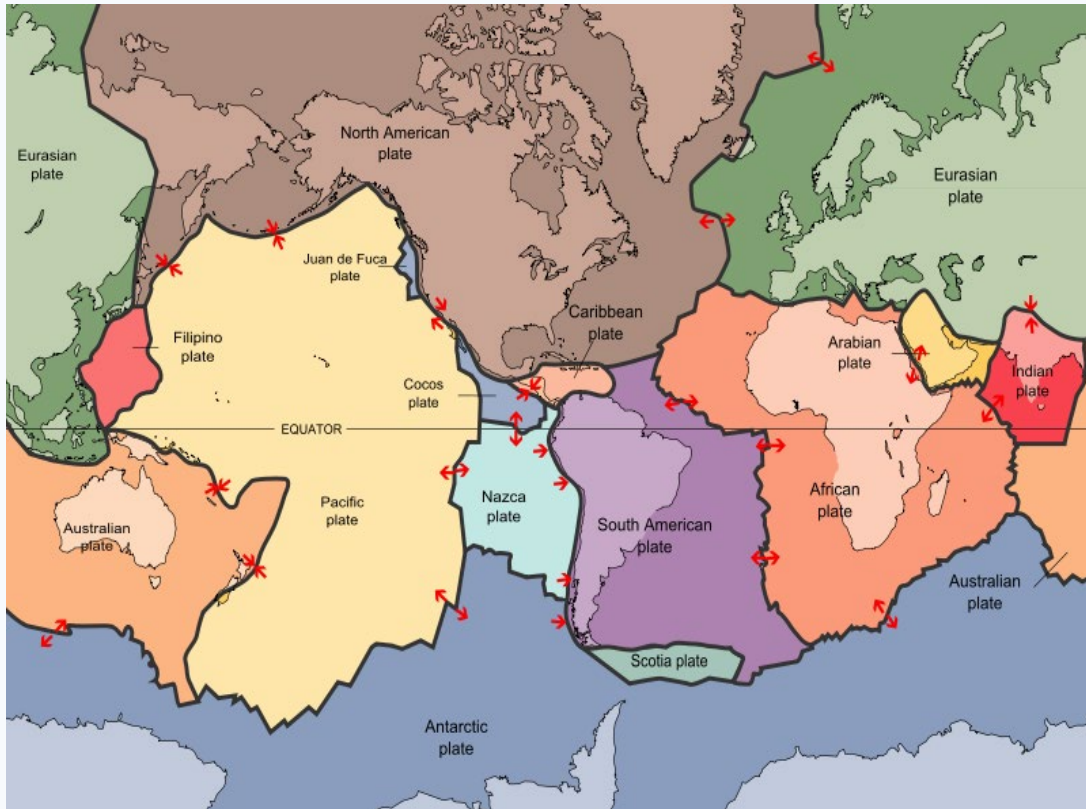 North American
plate
Eurasian
plate
Eurasian
plate
Juan de Fuca
plate
Caribbean
plate
Filipino
plate
Arabian
plate
Indian
plate
Cocos
plate
EQUATOR
Nazca
plate
African
plate
Pacific
plate
Australian
plate
South American
plate
Australian
plate
Scotia plate
Antarctic
plate